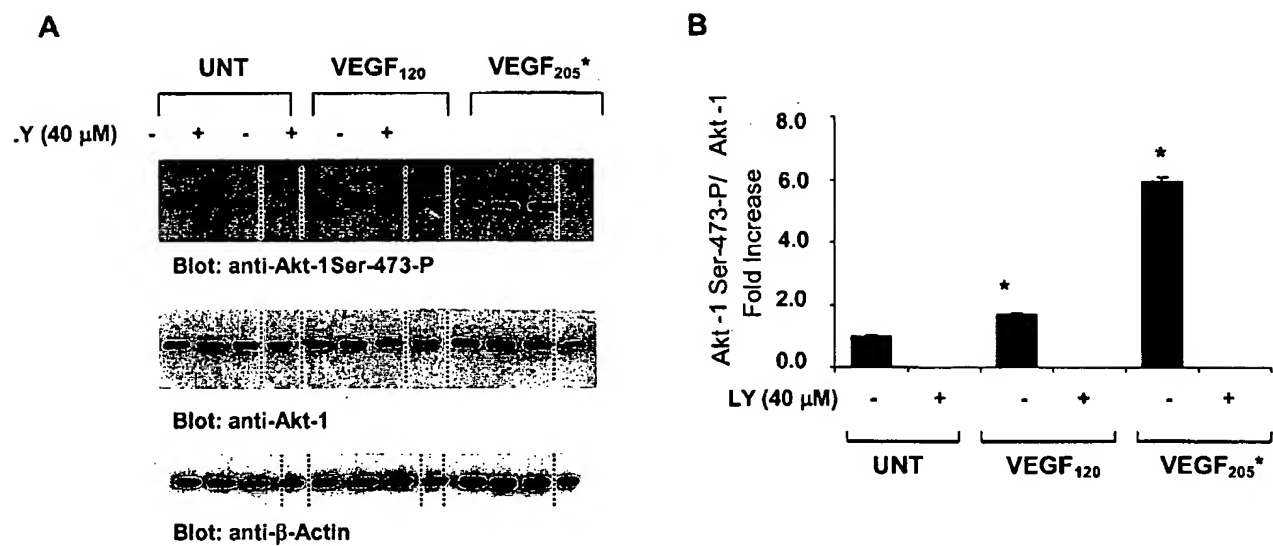 A
UNT VEGF120 VEGF205*
.Y (40 μM) - + - + - +
Blot: anti-Akt-1Ser-473-P
Blot: anti-Akt-1
Blot: anti-β-Actin
B
Akt -1 Ser-473-P/ Akt -1
Fold Increase
8.0
6.0
4.0
2.0
0.0
*
*
LY (40 μM) - + - + - +
UNT VEGF120 VEGF205*